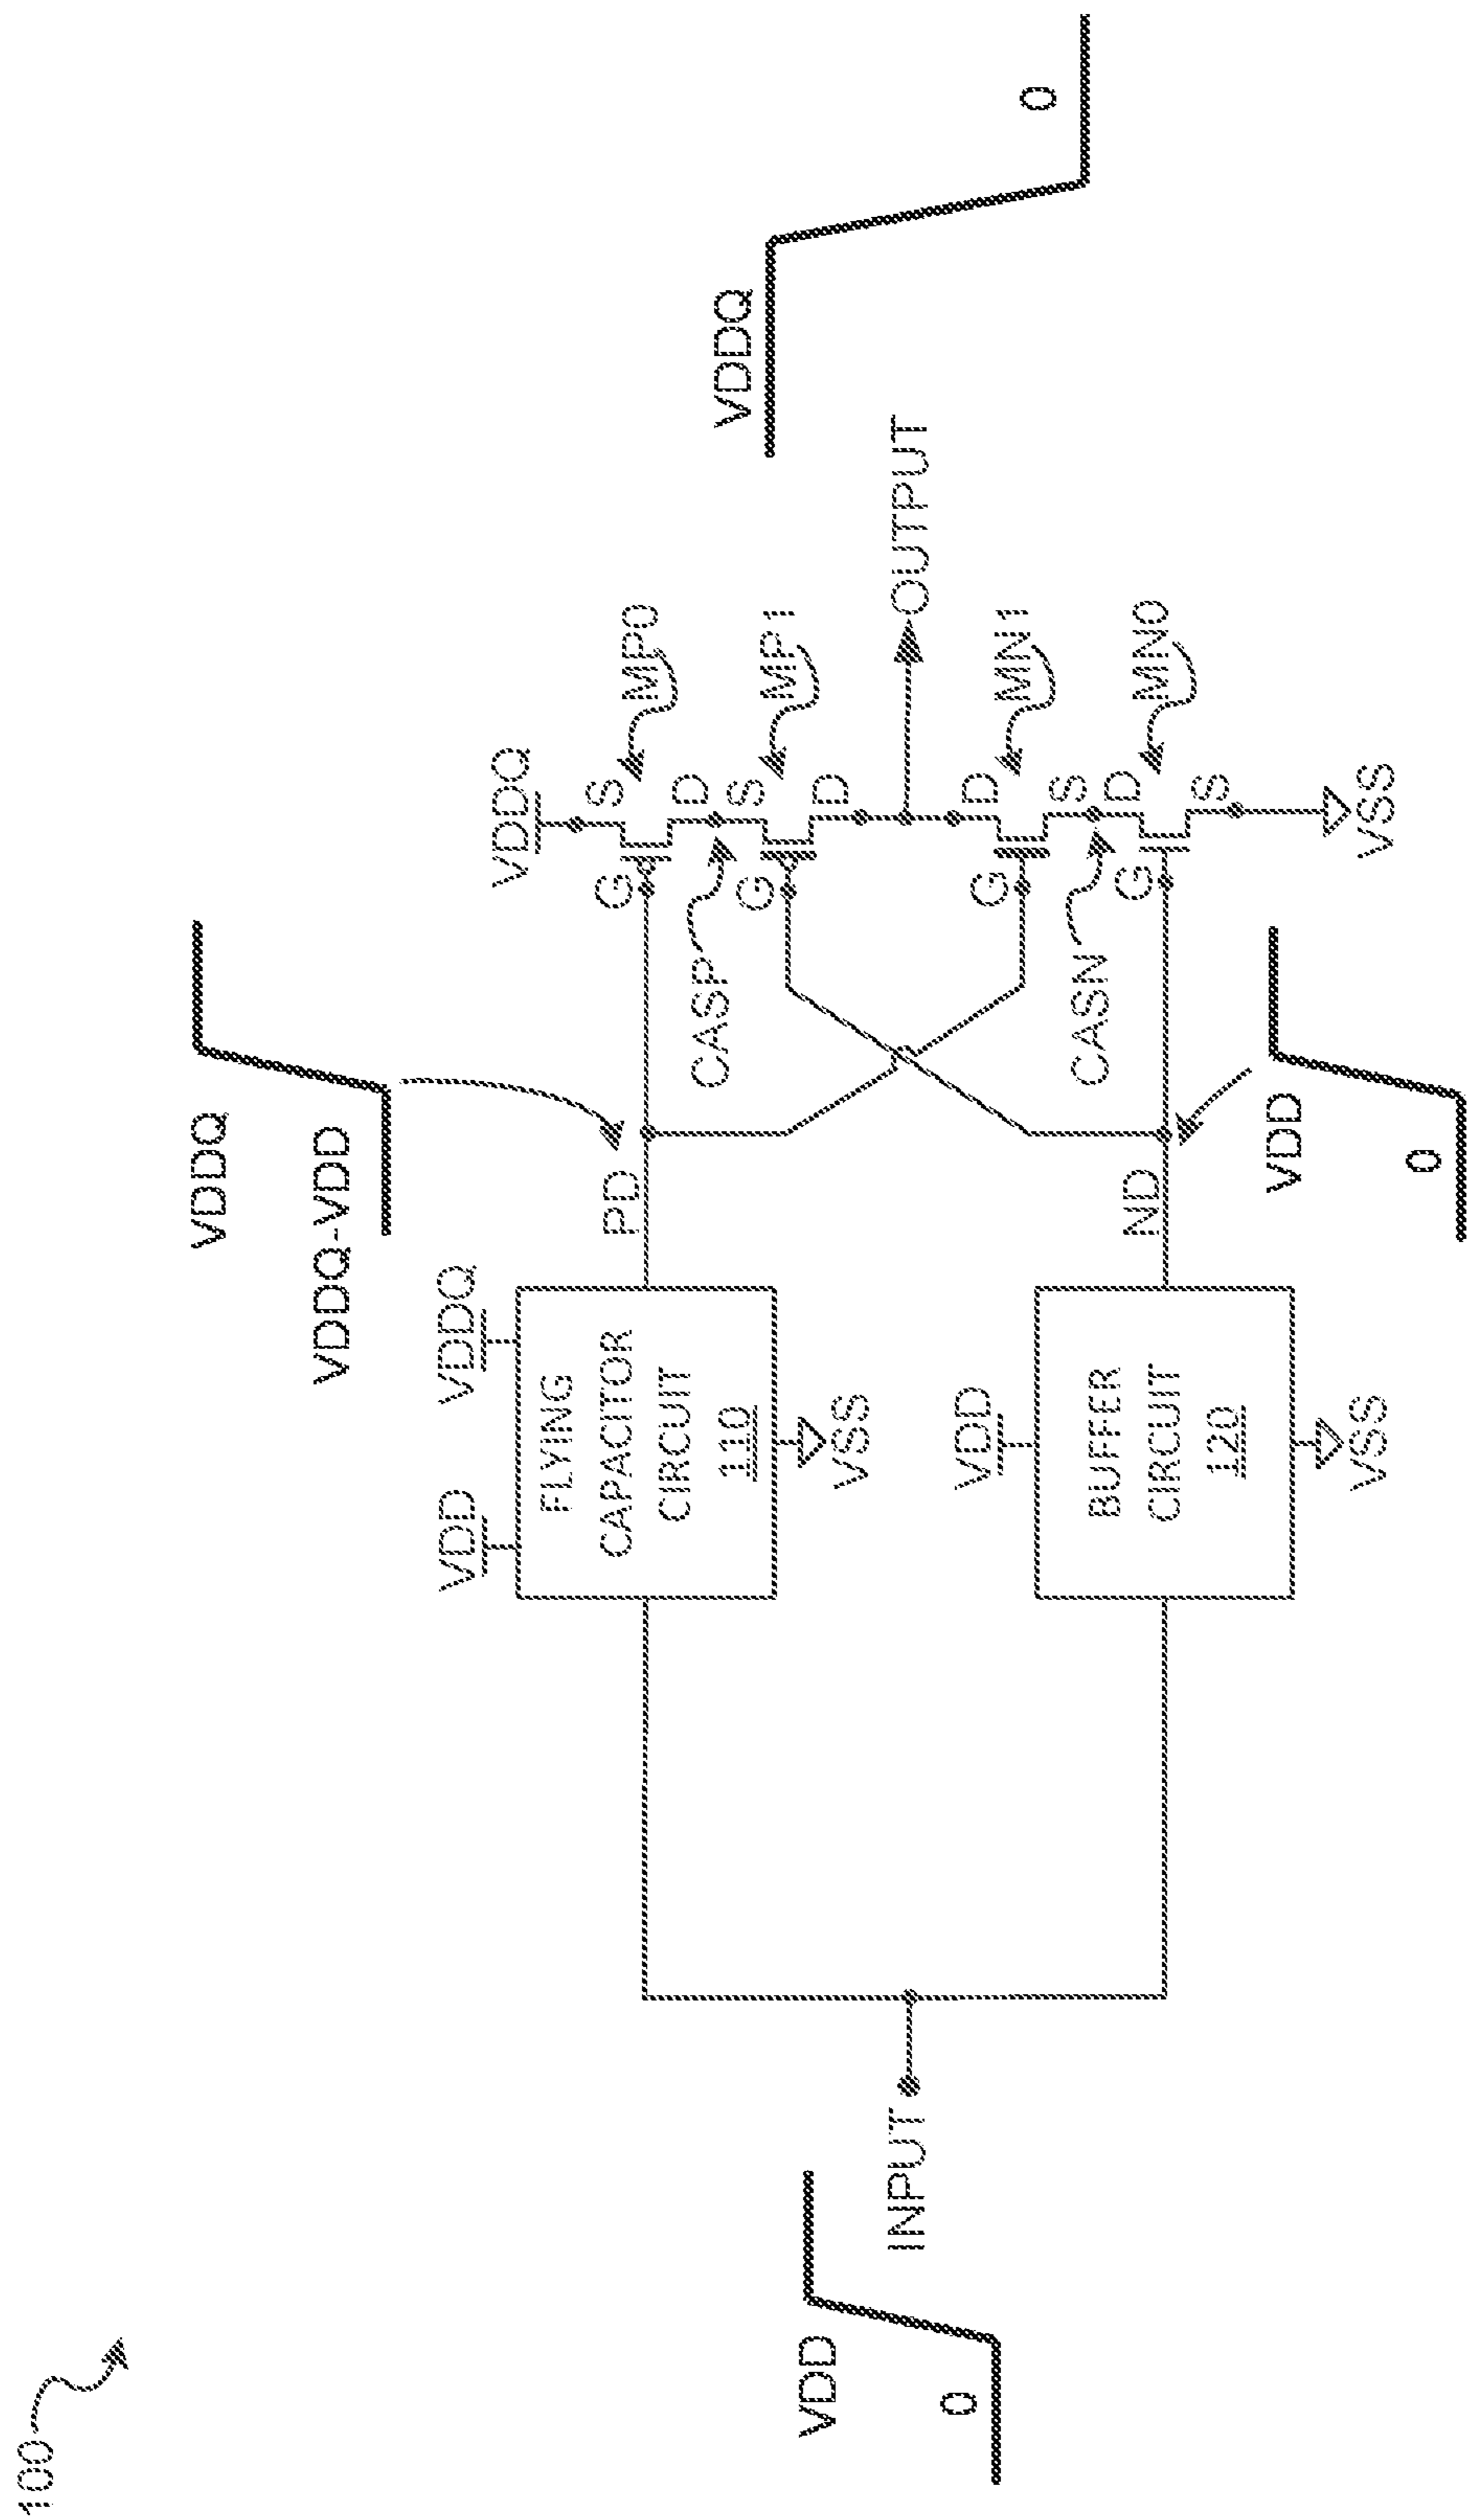 100
VDD
0
INPUT
VDD
VDDQ
FLYING
CAPACITOR
CIRCUIT
110
VSS
VDD
BUFFER
CIRCUIT
120
VSS
VDDQ
VDDQ-VDD
PD
ND
VDD
0
CASP
CASN
VDDQ
G
S
D
MP0
G
S
D
MP1
OUTPUT
G
D
S
MN1
G
D
S
MN0
VSS
VDDQ
0